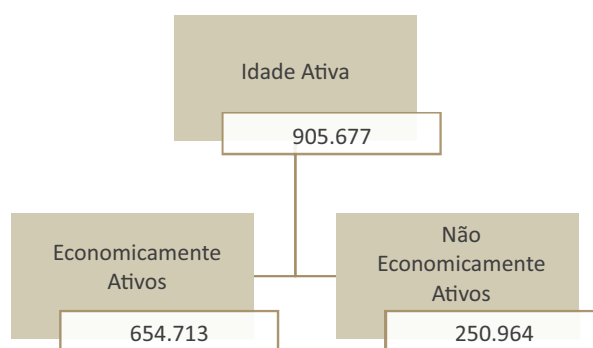 Idade Ativa
905.677
Economicamente
Ativos
654.713
Não
Economicamente
Ativos
250.964